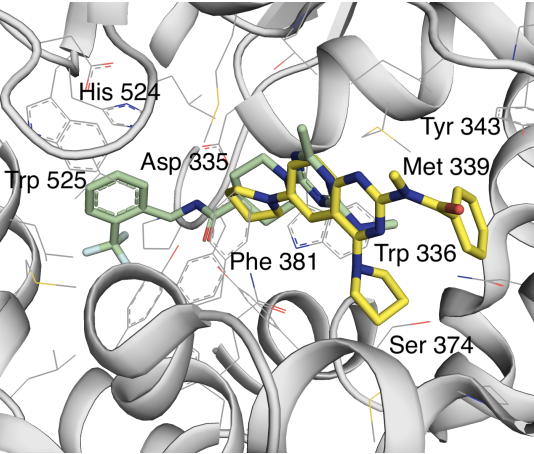 His 524
Tyr 343
Asp 335
Met 339
Trp 525
Trp 336
Phe 381
Ser 374